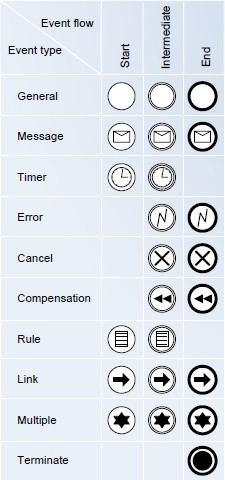 Event flow
Event type
Start
Intermediate
End
General
Message
Timer
Error
Cancel
Compensation
Rule
Link
Multiple
Terminate